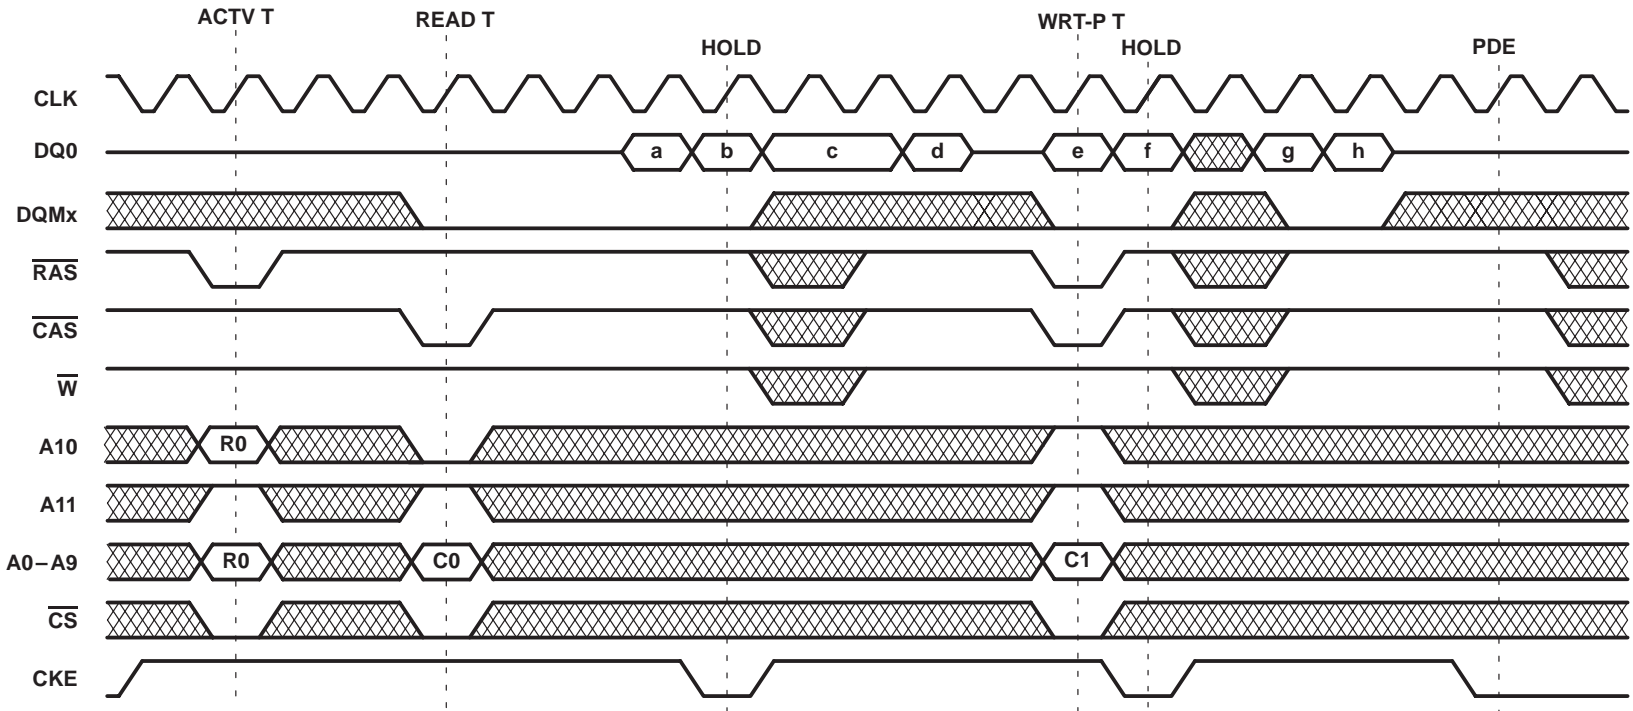 ACTV T
READ T
WRT-P T
HOLD
HOLD
PDE
CLK
DQ0
a b c d e f g h
DQMx
RAS
CAS
W
A10
R0
A11
A0–A9
R0 C0 C1
CS
CKE